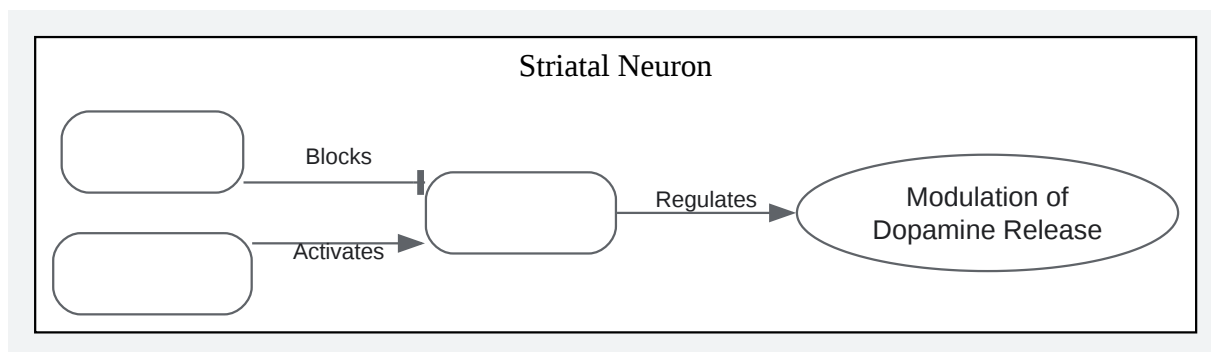 Striatal Neuron
Blocks
Activates
Regulates
Modulation of
Dopamine Release